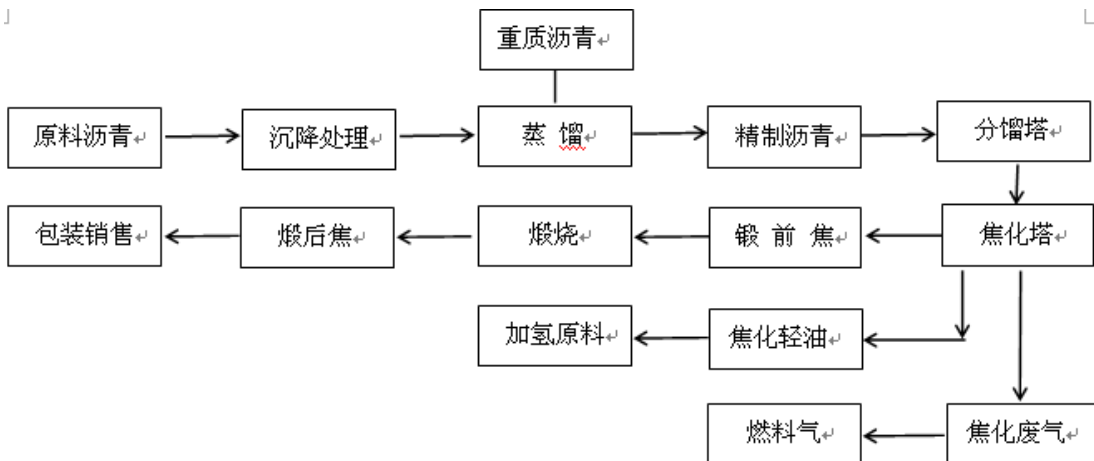 重质沥青
原料沥青
沉降处理
蒸 馏
精制沥青
分馏塔
包装销售
煅后焦
煅烧
锻 前 焦
焦化塔
加氢原料
焦化轻油
燃料气
焦化废气